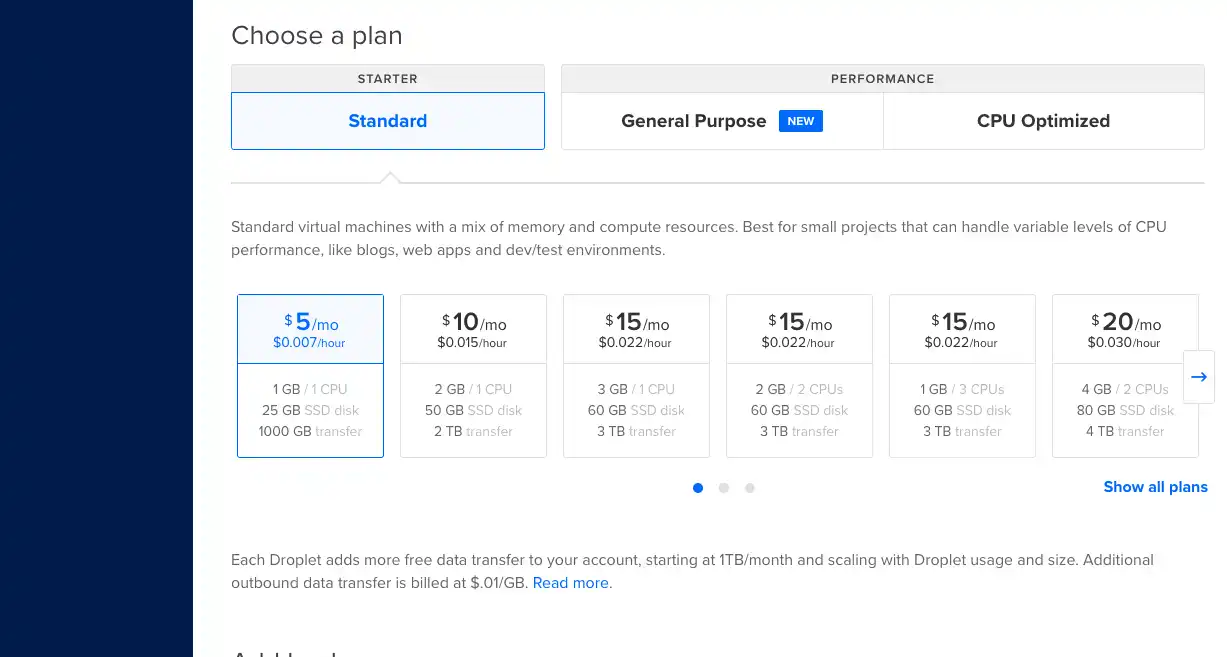 Choose a plan
STARTER
PERFORMANCE
Standard
General Purpose NEW
CPU Optimized
Standard virtual machines with a mix of memory and compute resources. Best for small projects that can handle variable levels of CPU
performance, like blogs, web apps and dev/test environments.
$5/mo
$0.007/hour
1 GB / 1 CPU
25 GB SSD disk
1000 GB transfer
$10/mo
$0.015/hour
2 GB / 1 CPU
50 GB SSD disk
2 TB transfer
$15/mo
$0.022/hour
3 GB / 1 CPU
60 GB SSD disk
3 TB transfer
$15/mo
$0.022/hour
2 GB / 2 CPUs
60 GB SSD disk
3 TB transfer
$15/mo
$0.022/hour
1 GB / 3 CPUs
60 GB SSD disk
3 TB transfer
$20/mo
$0.030/hour
4 GB / 2 CPUs
80 GB SSD disk
4 TB transfer
→
Show all plans
Each Droplet adds more free data transfer to your account, starting at 1TB/month and scaling with Droplet usage and size. Additional
outbound data transfer is billed at $.01/GB. Read more.